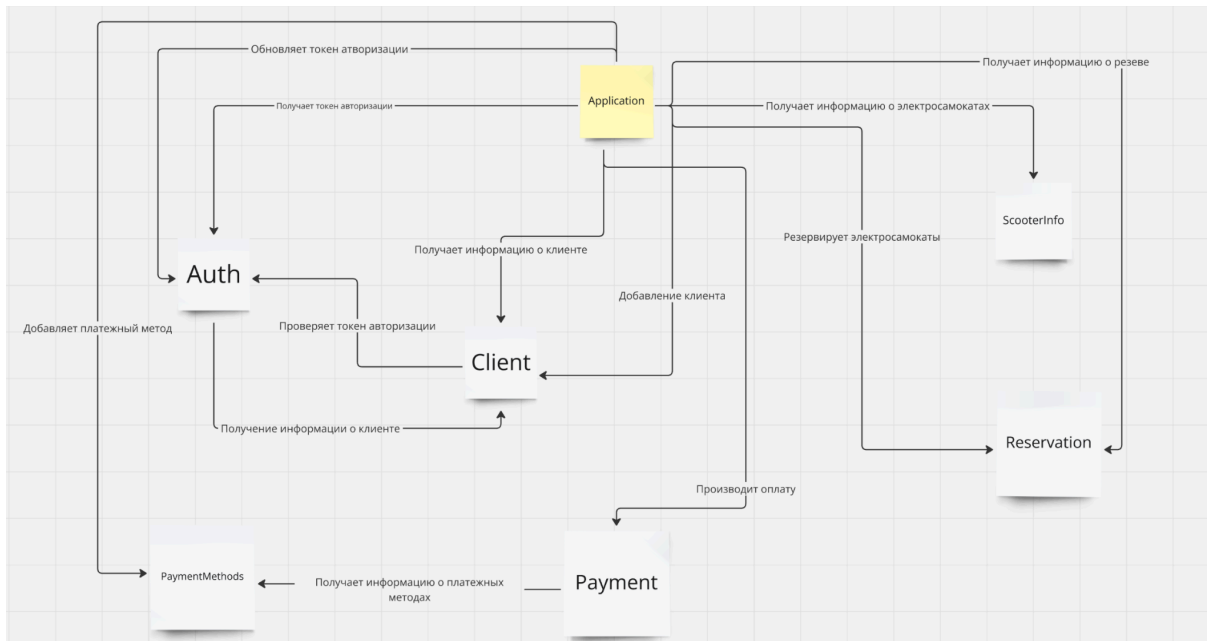 Обновляет токен атворизации
Получает информацию о резеве
Application
Получает токен авторизации
Получает информацию о электросамокатах
ScooterInfo
Резервирует электросамокаты
Получает информацию о клиенте
Auth
Добавление клиента
Добавляет платежный метод
Проверяет токен авторизации
Client
Получение информации о клиенте
Reservation
Производит оплату
PaymentMethods
Получает информацию о платежных
методах
Payment